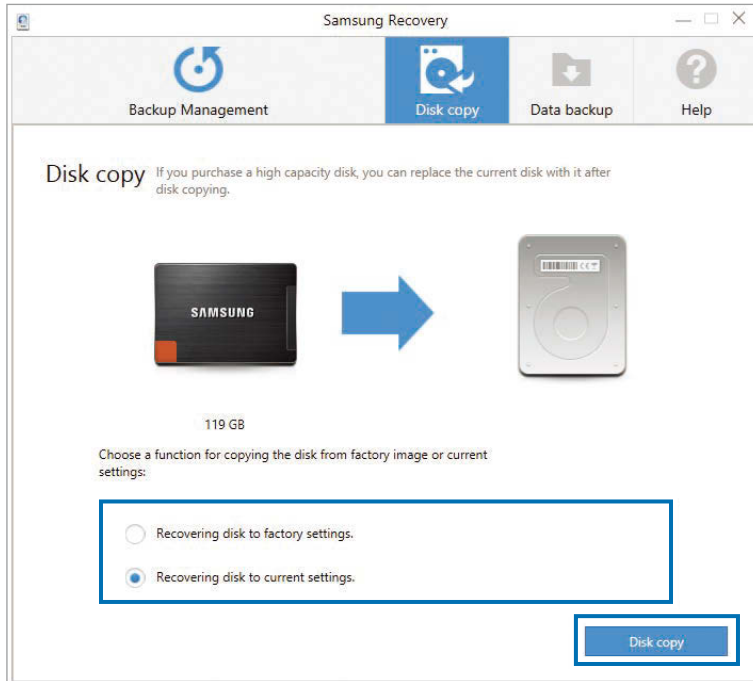 Samsung Recovery
Backup Management
Disk copy
Data backup
Help
Disk copy
If you purchase a high capacity disk, you can replace the current disk with it after
disk copying.
SAMSUNG
119 GB
Choose a function for copying the disk from factory image or current
settings:
Recovering disk to factory settings.
Recovering disk to current settings.
Disk copy